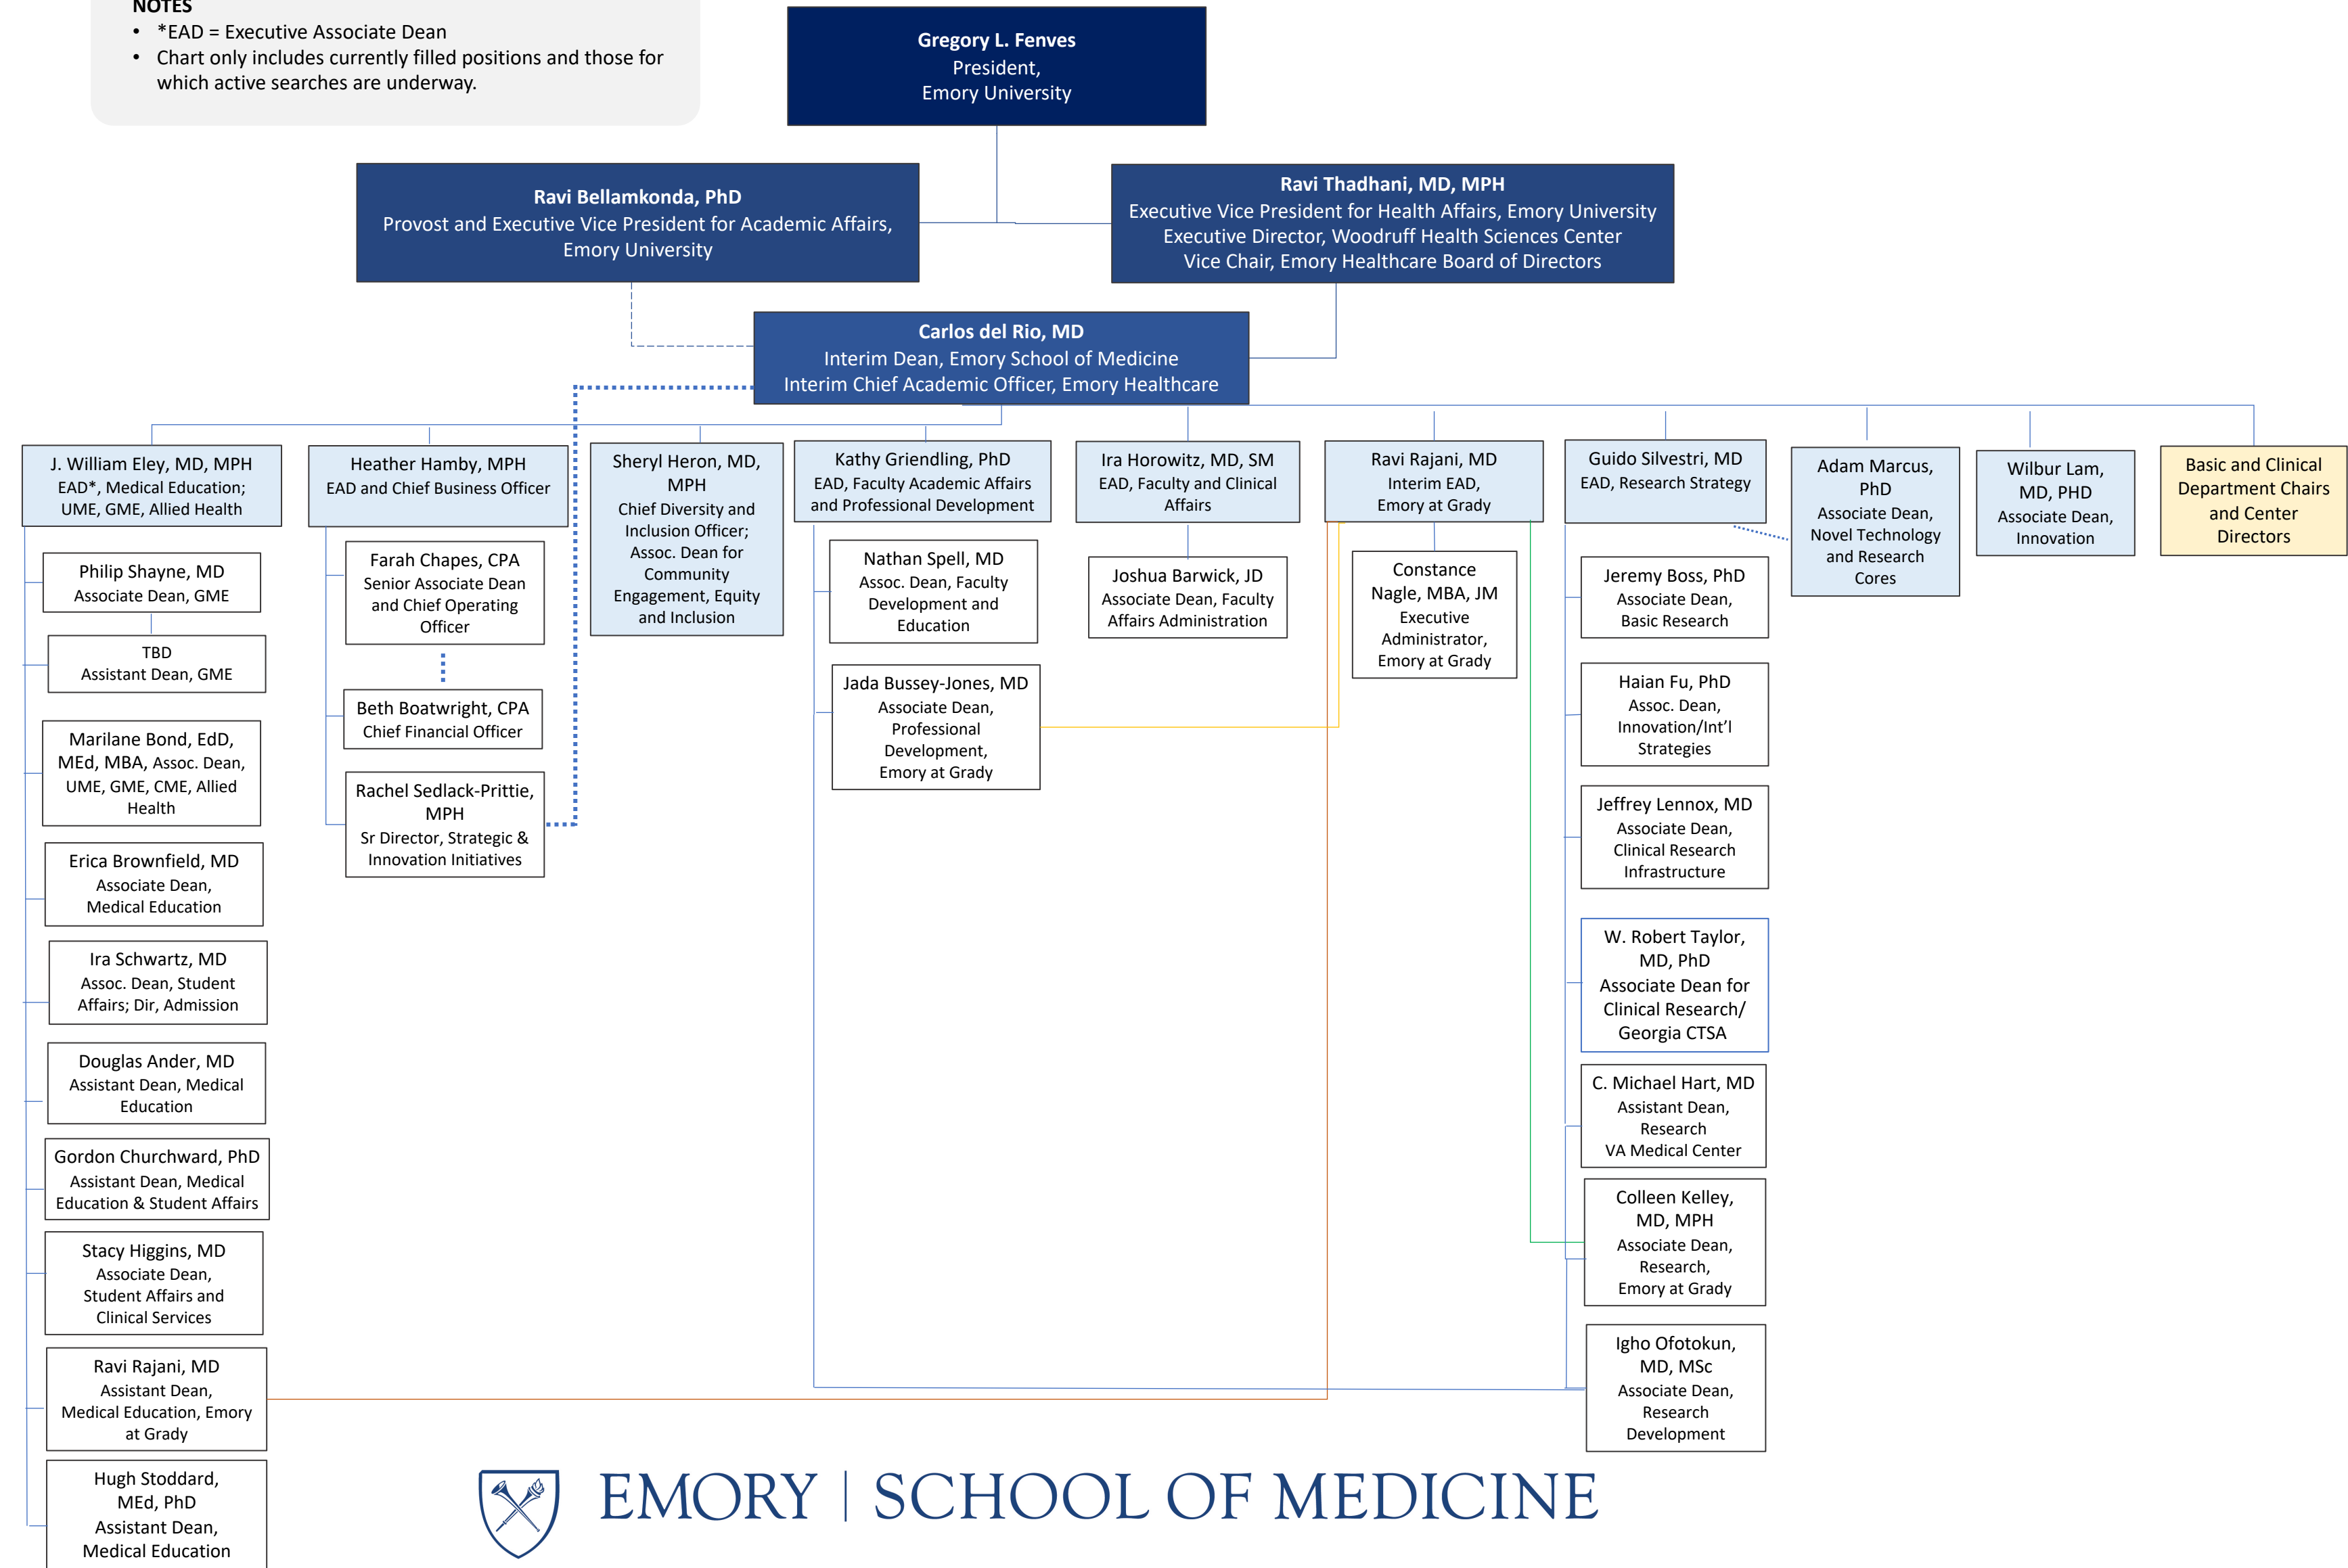 NOTES
• *EAD = Executive Associate Dean
• Chart only includes currently filled positions and those for
which active searches are underway.
Gregory L. Fenves
President,
Emory University
Ravi Bellamkonda, PhD
Provost and Executive Vice President for Academic Affairs,
Emory University
Ravi Thadhani, MD, MPH
Executive Vice President for Health Affairs, Emory University
Executive Director, Woodruff Health Sciences Center
Vice Chair, Emory Healthcare Board of Directors
Carlos del Rio, MD
Interim Dean, Emory School of Medicine
Interim Chief Academic Officer, Emory Healthcare
J. William Eley, MD, MPH
EAD*, Medical Education;
UME, GME, Allied Health
Philip Shayne, MD
Associate Dean, GME
TBD
Assistant Dean, GME
Marilane Bond, EdD,
MEd, MBA, Assoc. Dean,
UME, GME, CME, Allied
Health
Erica Brownfield, MD
Associate Dean,
Medical Education
Ira Schwartz, MD
Assoc. Dean, Student
Affairs; Dir, Admission
Douglas Ander, MD
Assistant Dean, Medical
Education
Gordon Churchward, PhD
Assistant Dean, Medical
Education & Student Affairs
Stacy Higgins, MD
Associate Dean,
Student Affairs and
Clinical Services
Ravi Rajani, MD
Assistant Dean,
Medical Education, Emory
at Grady
Hugh Stoddard,
MEd, PhD
Assistant Dean,
Medical Education
Heather Hamby, MPH
EAD and Chief Business Officer
Farah Chapes, CPA
Senior Associate Dean
and Chief Operating
Officer
Beth Boatwright, CPA
Chief Financial Officer
Rachel Sedlack-Prittie,
MPH
Sr Director, Strategic &
Innovation Initiatives
Sheryl Heron, MD,
MPH
Chief Diversity and
Inclusion Officer;
Assoc. Dean for
Community
Engagement, Equity
and Inclusion
Kathy Griendling, PhD
EAD, Faculty Academic Affairs
and Professional Development
Nathan Spell, MD
Assoc. Dean, Faculty
Development and
Education
Jada Bussey-Jones, MD
Associate Dean,
Professional
Development,
Emory at Grady
Ira Horowitz, MD, SM
EAD, Faculty and Clinical
Affairs
Joshua Barwick, JD
Associate Dean, Faculty
Affairs Administration
Ravi Rajani, MD
Interim EAD,
Emory at Grady
Constance
Nagle, MBA, JM
Executive
Administrator,
Emory at Grady
Guido Silvestri, MD
EAD, Research Strategy
Jeremy Boss, PhD
Associate Dean,
Basic Research
Haian Fu, PhD
Assoc. Dean,
Innovation/Int’l
Strategies
Jeffrey Lennox, MD
Associate Dean,
Clinical Research
Infrastructure
W. Robert Taylor,
MD, PhD
Associate Dean for
Clinical Research/
Georgia CTSA
C. Michael Hart, MD
Assistant Dean,
Research
VA Medical Center
Colleen Kelley,
MD, MPH
Associate Dean,
Research,
Emory at Grady
Igho Ofotokun,
MD, MSc
Associate Dean,
Research
Development
Adam Marcus,
PhD
Associate Dean,
Novel Technology
and Research
Cores
Wilbur Lam,
MD, PHD
Associate Dean,
Innovation
Basic and Clinical
Department Chairs
and Center
Directors
EMORY | SCHOOL OF MEDICINE